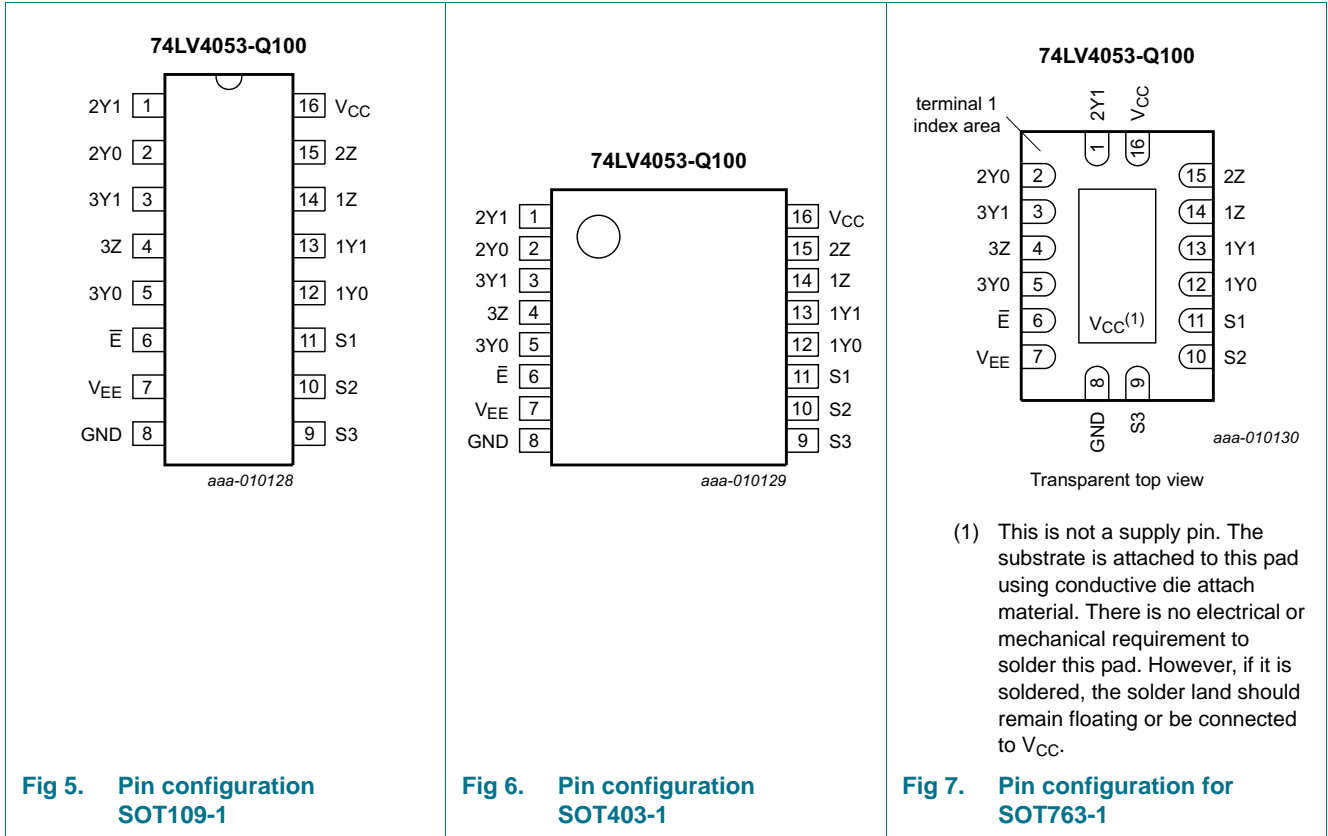 74LV4053-Q100
2Y1 1 16 VCC
2Y0 2 15 2Z
3Y1 3 14 1Z
3Z 4 13 1Y1
3Y0 5 12 1Y0
E̅ 6 11 S1
VEE 7 10 S2
GND 8 9 S3
aaa-010128
Fig 5. Pin configuration
SOT109-1
74LV4053-Q100
2Y1 1 16 VCC
2Y0 2 15 2Z
3Y1 3 14 1Z
3Z 4 13 1Y1
3Y0 5 12 1Y0
E̅ 6 11 S1
VEE 7 10 S2
GND 8 9 S3
aaa-010129
Fig 6. Pin configuration
SOT403-1
74LV4053-Q100
terminal 1
index area
2Y1 VCC
1 16
2Y0 2 15 2Z
3Y1 3 14 1Z
3Z 4 13 1Y1
3Y0 5 12 1Y0
E̅ 6 VCC(1) 11 S1
VEE 7 10 S2
8 9
GND S3
aaa-010130
Transparent top view
(1) This is not a supply pin. The
substrate is attached to this pad
using conductive die attach
material. There is no electrical or
mechanical requirement to
solder this pad. However, if it is
soldered, the solder land should
remain floating or be connected
to VCC.
Fig 7. Pin configuration for
SOT763-1